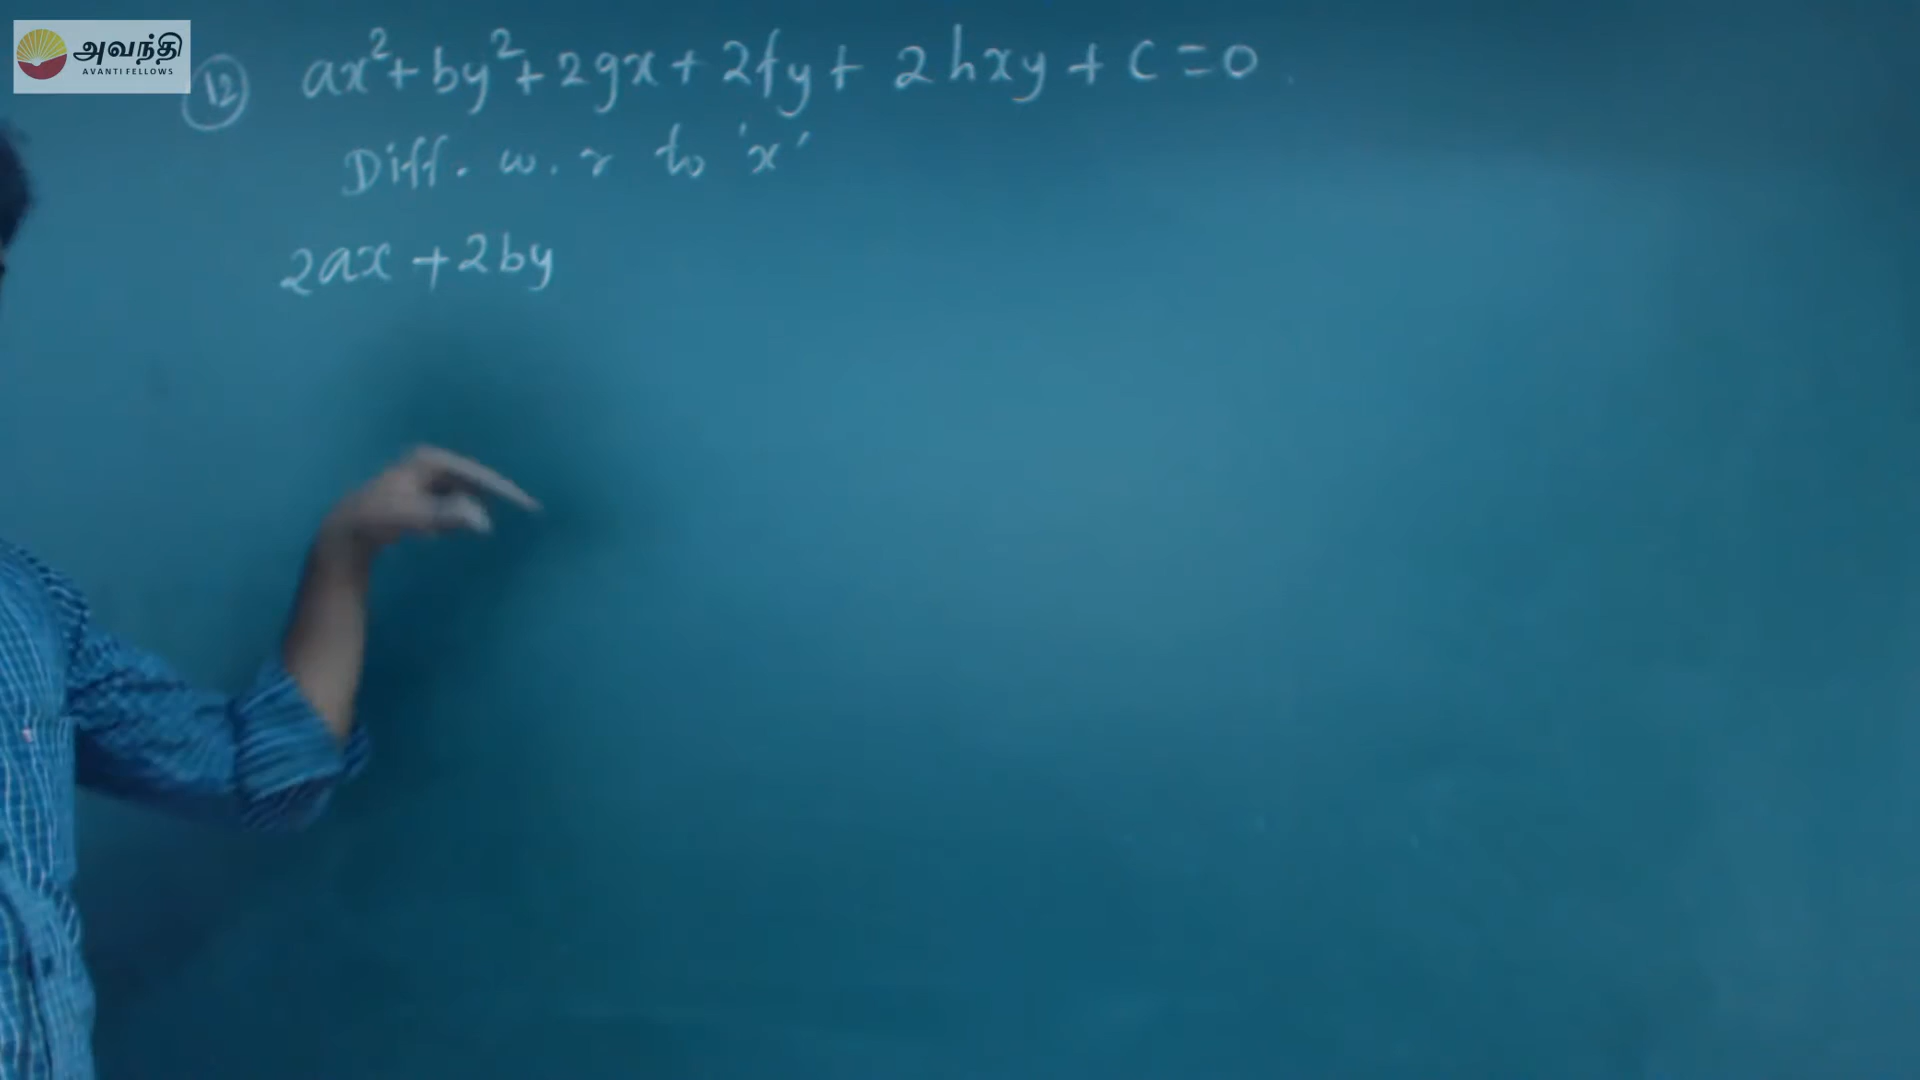 அவந்தி
AVANTI FELLOWS
(12) ax²+by²+2gx+2fy+2hxy+c=0
Diff. w.r to 'x'
2ax+2by